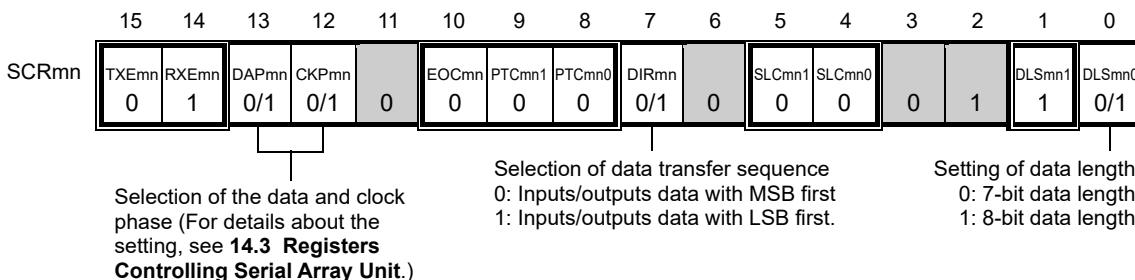 15 14 13 12 11 10 9 8 7 6 5 4 3 2 1 0
SCRmn TXEmn RXEmn DAPmn CKPmn EOCmn PTCmn1 PTCmn0 DIRmn SLCmn1 SLCmn0 DLSmn1 DLSmn0
0 1 0/1 0/1 0 0 0 0 0/1 0 0 0 0 1 1 0/1
Selection of data transfer sequence
0: Inputs/outputs data with MSB first
1: Inputs/outputs data with LSB first.
Setting of data length
0: 7-bit data length
1: 8-bit data length
Selection of the data and clock
phase (For details about the
setting, see 14.3 Registers
Controlling Serial Array Unit.)